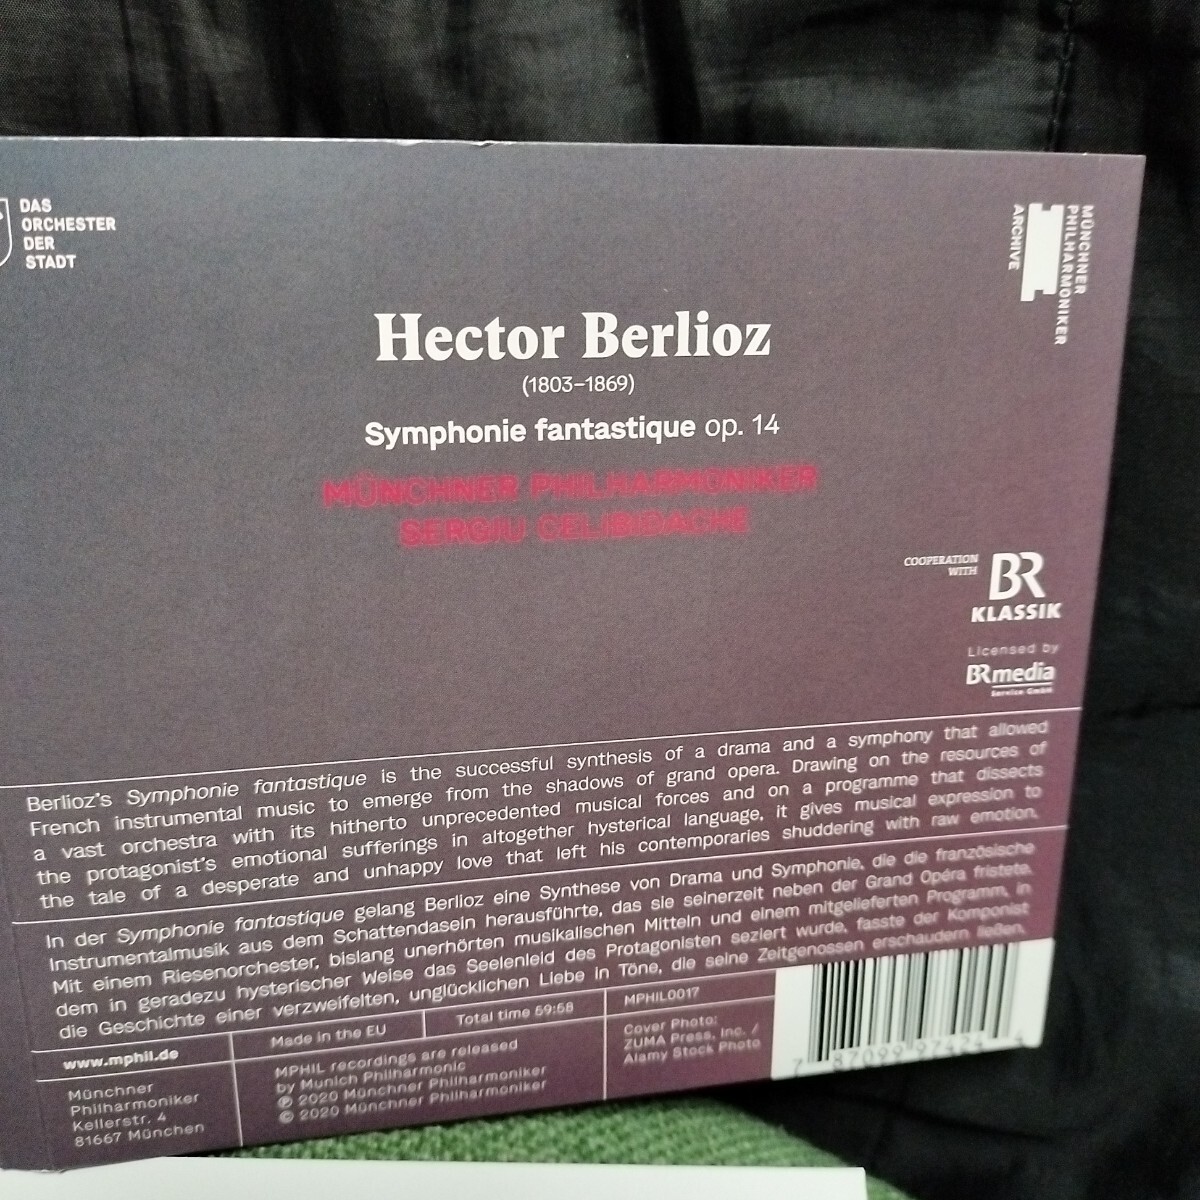 DAS
ORCHESTER
DER
STADT
MÜNCHNER
PHILHARMONIKER
ARCHIVE
Hector Berlioz
(1803–1869)
Symphonie fantastique op. 14
MÜNCHNER PHILHARMONIKER
SERGIU CELIBIDACHE
COOPERATION
WITH
BR
KLASSIK
Licensed by
BRmedia
Service GmbH
Berlioz's Symphonie fantastique is the successful synthesis of a drama and a symphony that allowed
French instrumental music to emerge from the shadows of grand opera. Drawing on the resources of
a vast orchestra with its hitherto unprecedented musical forces and on a programme that dissects
the protagonist's emotional sufferings in altogether hysterical language, it gives musical expression to
the tale of a desperate and unhappy love that left his contemporaries shuddering with raw emotion.
In der Symphonie fantastique gelang Berlioz eine Synthese von Drama und Symphonie, die die französische
Instrumentalmusik aus dem Schattendasein herausführte, das sie seinerzeit neben der Grand Opéra fristete.
Mit einem Riesenorchester, bislang unerhörten musikalischen Mitteln und einem mitgelieferten Programm, in
dem in geradezu hysterischer Weise das Seelenleid des Protagonisten seziert wurde, fasste der Komponist
die Geschichte einer verzweifelten, unglücklichen Liebe in Töne, die seine Zeitgenossen erschaudern ließen.
www.mphil.de
Made in the EU
Total time 59:58
MPHIL0017
Münchner
Philharmoniker
Kellerstr. 4
81667 München
MPHIL recordings are released
by Munich Philharmonic
℗ 2020 Münchner Philharmoniker
© 2020 Münchner Philharmoniker
Cover Photo:
ZUMA Press, Inc. /
Alamy Stock Photo